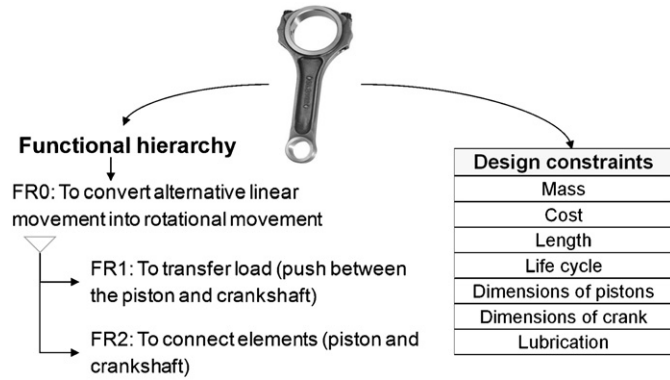 Functional hierarchy
FR0: To convert alternative linear
movement into rotational movement
FR1: To transfer load (push between
the piston and crankshaft)
FR2: To connect elements (piston and
crankshaft)
Design constraints
Mass
Cost
Length
Life cycle
Dimensions of pistons
Dimensions of crank
Lubrication